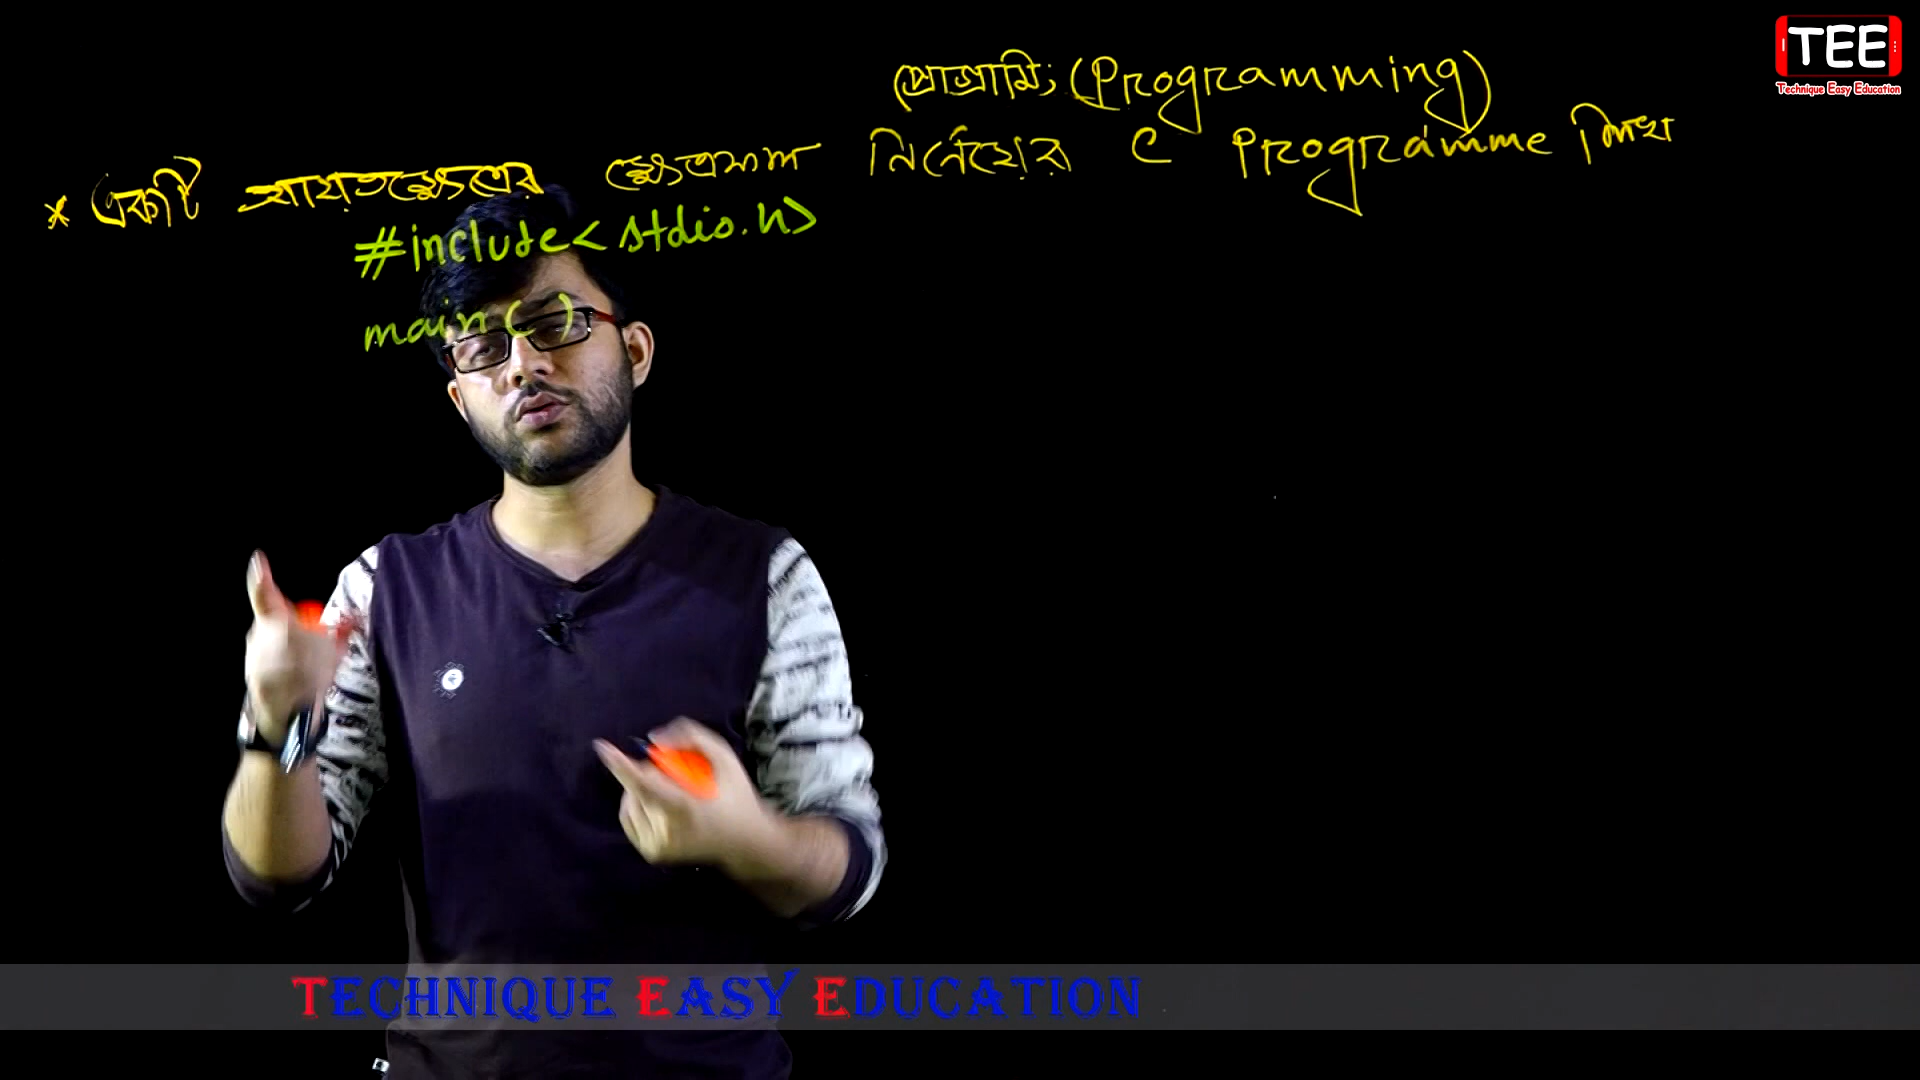 TEE
Technique Easy Education
প্রোগ্রামিং (Programming)
* একটি আয়তক্ষেত্রের ক্ষেত্রফল নির্ণয়ের C Programme লিখ
#include<stdio.h>
main()
TECHNIQUE EASY EDUCATION